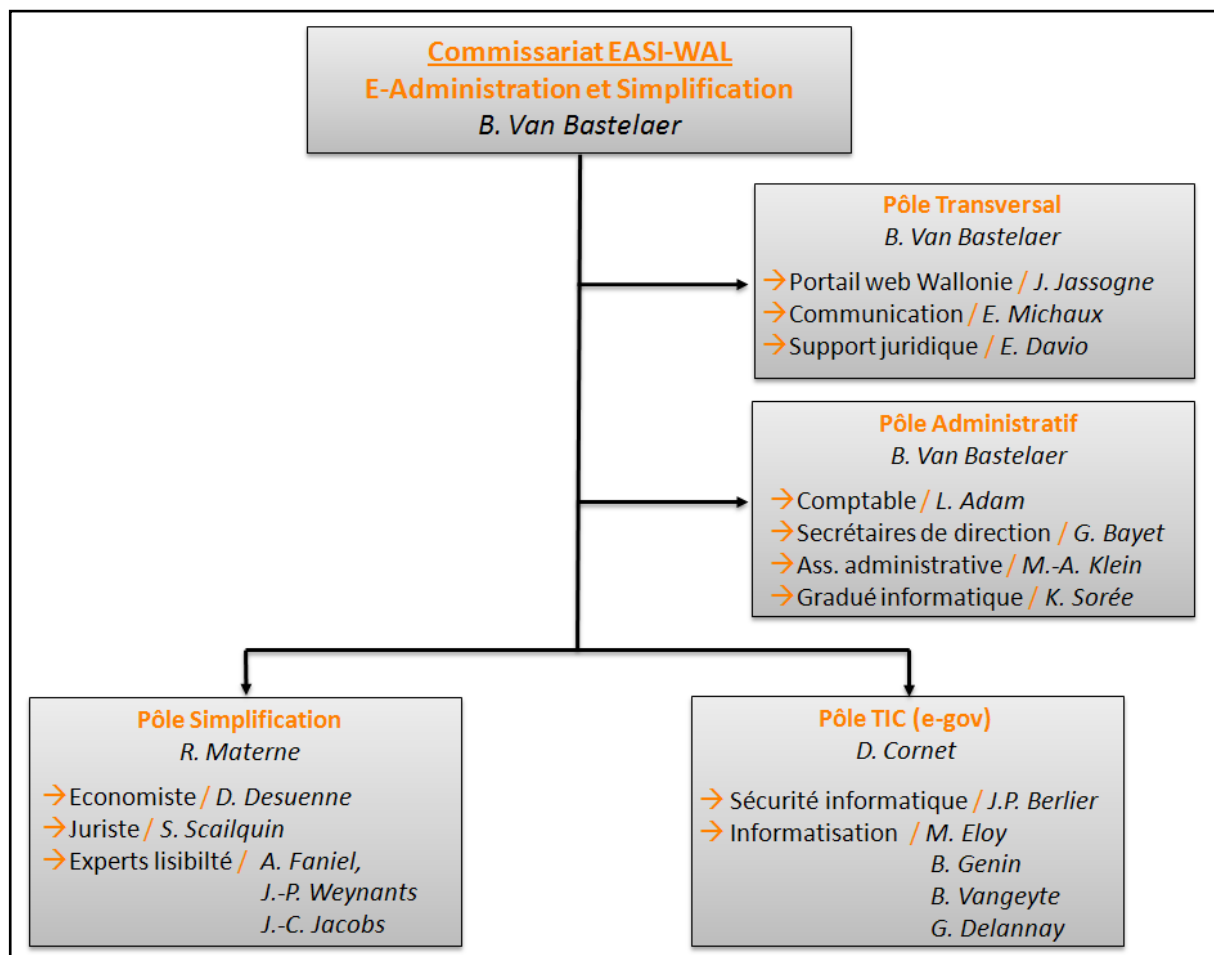 Commissariat EASI-WAL
E-Administration et Simplification
B. Van Bastelaer
Pôle Transversal
B. Van Bastelaer
→Portail web Wallonie / J. Jassogne
→Communication / E. Michaux
→Support juridique / E. Davio
Pôle Administratif
B. Van Bastelaer
→Comptable / L. Adam
→Secrétaires de direction / G. Bayet
→Ass. administrative / M.-A. Klein
→Gradué informatique / K. Sorée
Pôle Simplification
R. Materne
→Economiste / D. Desuenne
→Juriste / S. Scailquin
→Experts lisibilté / A. Faniel,
J.-P. Weynants
J.-C. Jacobs
Pôle TIC (e-gov)
D. Cornet
→ Sécurité informatique / J.P. Berlier
→ Informatisation / M. Eloy
B. Genin
B. Vangeyte
G. Delannay